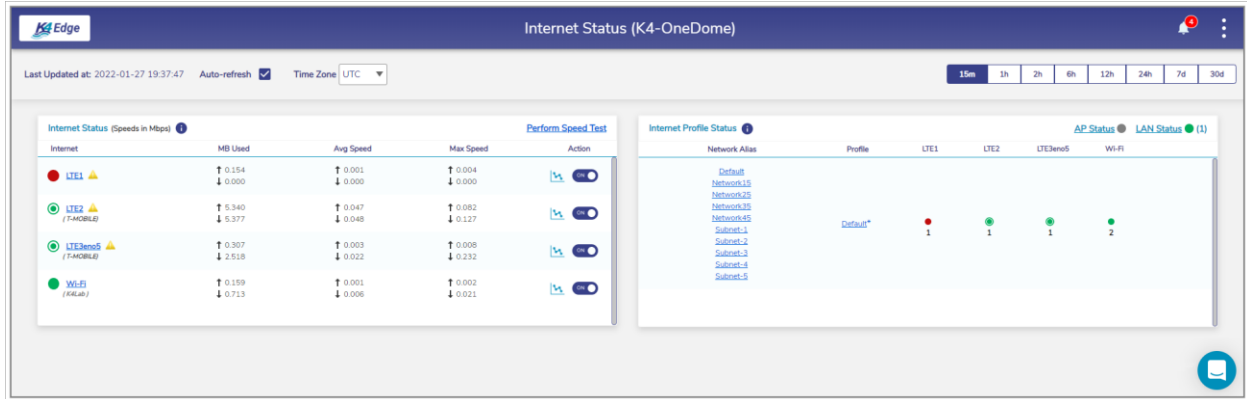 K4 Edge
Internet Status (K4-OneDome)
4
Last Updated at: 2022-01-27 19:37:47 Auto-refresh Time Zone UTC
15m 1h 2h 6h 12h 24h 7d 30d
Internet Status (Speeds in Mbps) i Perform Speed Test
Internet MB Used Avg Speed Max Speed Action
LTE1 ↑ 0.154 ↑ 0.001 ↑ 0.004 ON
↓ 0.000 ↓ 0.000 ↓ 0.000
LTE2 ↑ 5.340 ↑ 0.047 ↑ 0.082 ON
(T-MOBILE) ↓ 5.377 ↓ 0.048 ↓ 0.127
LTE3eno5 ↑ 0.307 ↑ 0.003 ↑ 0.008 ON
(T-MOBILE) ↓ 2.518 ↓ 0.022 ↓ 0.232
Wi-Fi ↑ 0.159 ↑ 0.001 ↑ 0.002 ON
(K4Lab) ↓ 0.713 ↓ 0.006 ↓ 0.021
Internet Profile Status i AP Status LAN Status (1)
Network Alias Profile LTE1 LTE2 LTE3eno5 Wi-Fi
Default
Network15
Network25
Network35
Network45
Subnet-1
Subnet-2
Subnet-3
Subnet-4
Subnet-5
Default*
1 1 1 2